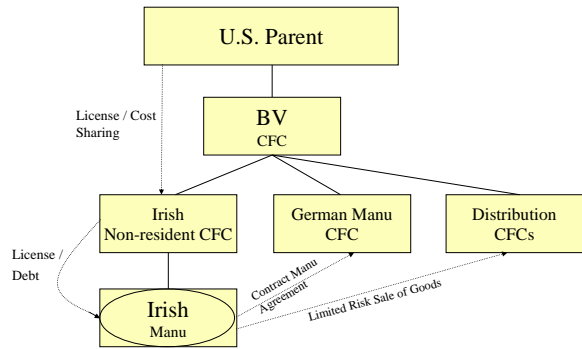 U.S. Parent
License / Cost
Sharing
BV
CFC
Irish
Non-resident CFC
German Manu
CFC
Distribution
CFCs
License /
Debt
Contract Manu
Agreement
Limited Risk Sale of Goods
Irish
Manu